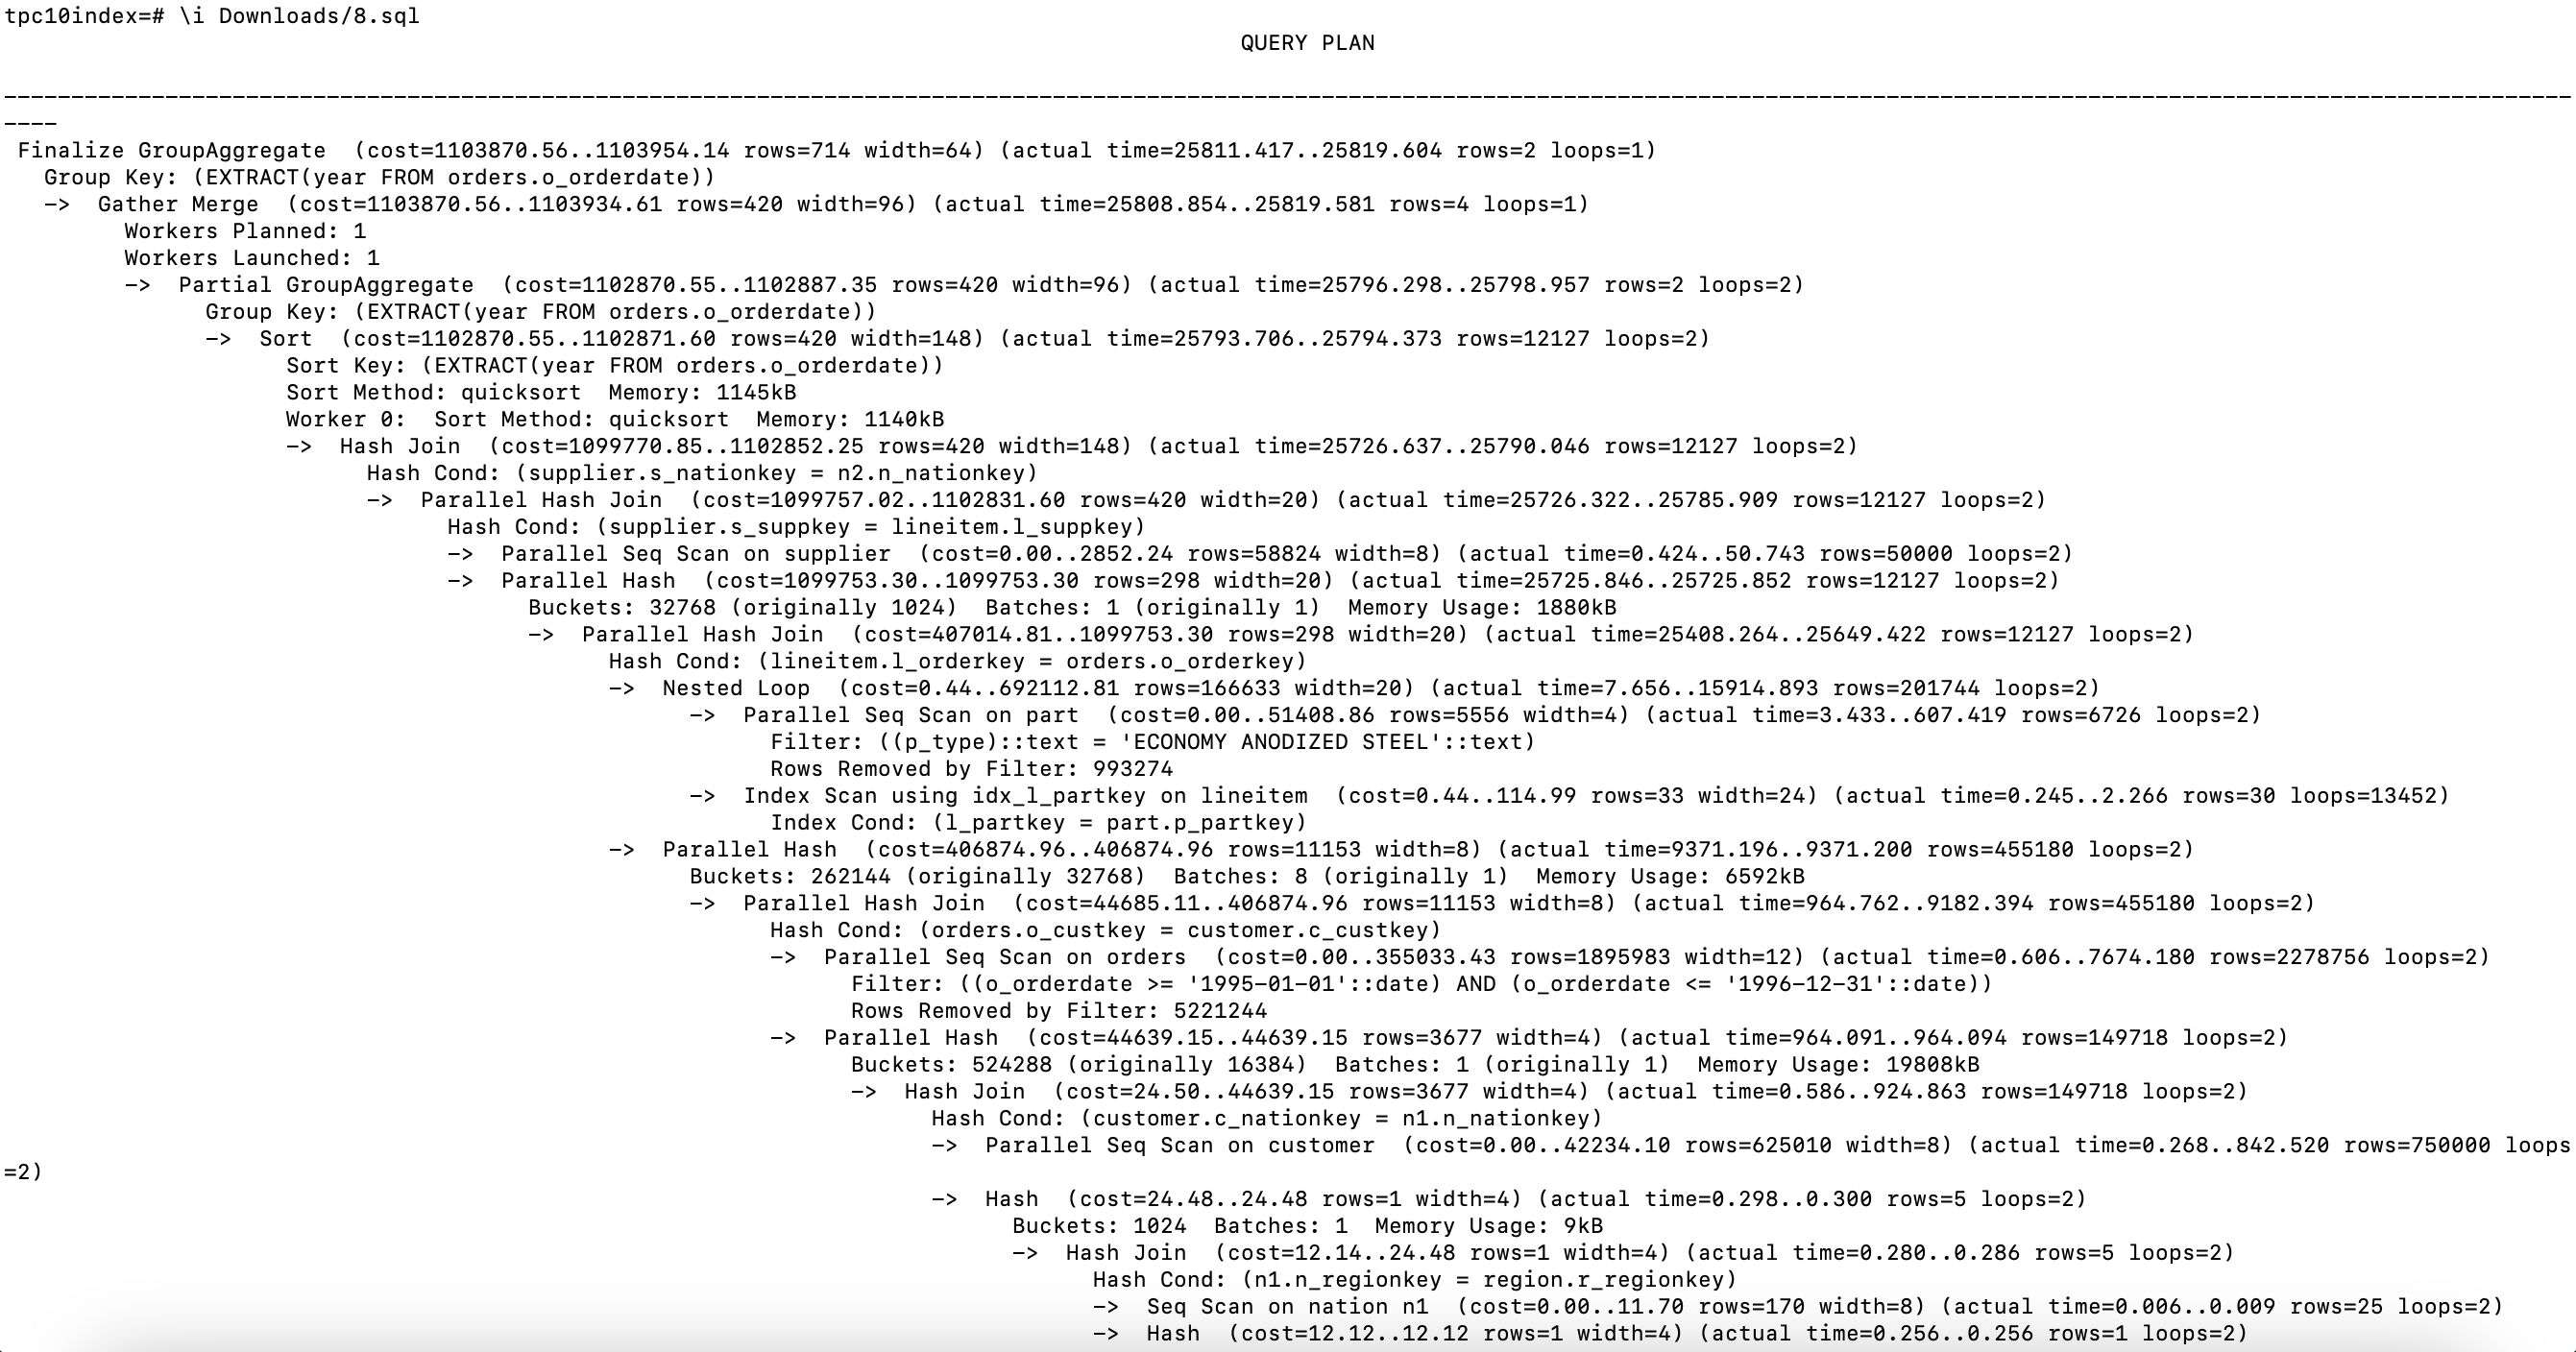 tpc10index=# \i Downloads/8.sql
QUERY PLAN
-----------------------------------------------------------------------------------------------------------------------------------------------------------------------------------------------
----
Finalize GroupAggregate  (cost=1103870.56..1103954.14 rows=714 width=64) (actual time=25811.417..25819.604 rows=2 loops=1)
Group Key: (EXTRACT(year FROM orders.o_orderdate))
->  Gather Merge  (cost=1103870.56..1103934.61 rows=420 width=96) (actual time=25808.854..25819.581 rows=4 loops=1)
Workers Planned: 1
Workers Launched: 1
->  Partial GroupAggregate  (cost=1102870.55..1102887.35 rows=420 width=96) (actual time=25796.298..25798.957 rows=2 loops=2)
Group Key: (EXTRACT(year FROM orders.o_orderdate))
->  Sort  (cost=1102870.55..1102871.60 rows=420 width=148) (actual time=25793.706..25794.373 rows=12127 loops=2)
Sort Key: (EXTRACT(year FROM orders.o_orderdate))
Sort Method: quicksort  Memory: 1145kB
Worker 0:  Sort Method: quicksort  Memory: 1140kB
->  Hash Join  (cost=1099770.85..1102852.25 rows=420 width=148) (actual time=25726.637..25790.046 rows=12127 loops=2)
Hash Cond: (supplier.s_nationkey = n2.n_nationkey)
->  Parallel Hash Join  (cost=1099757.02..1102831.60 rows=420 width=20) (actual time=25726.322..25785.909 rows=12127 loops=2)
Hash Cond: (supplier.s_suppkey = lineitem.l_suppkey)
->  Parallel Seq Scan on supplier  (cost=0.00..2852.24 rows=58824 width=8) (actual time=0.424..50.743 rows=50000 loops=2)
->  Parallel Hash  (cost=1099753.30..1099753.30 rows=298 width=20) (actual time=25725.846..25725.852 rows=12127 loops=2)
Buckets: 32768 (originally 1024)  Batches: 1 (originally 1)  Memory Usage: 1880kB
->  Parallel Hash Join  (cost=407014.81..1099753.30 rows=298 width=20) (actual time=25408.264..25649.422 rows=12127 loops=2)
Hash Cond: (lineitem.l_orderkey = orders.o_orderkey)
->  Nested Loop  (cost=0.44..692112.81 rows=166633 width=20) (actual time=7.656..15914.893 rows=201744 loops=2)
->  Parallel Seq Scan on part  (cost=0.00..51408.86 rows=5556 width=4) (actual time=3.433..607.419 rows=6726 loops=2)
Filter: ((p_type)::text = 'ECONOMY ANODIZED STEEL'::text)
Rows Removed by Filter: 993274
->  Index Scan using idx_l_partkey on lineitem  (cost=0.44..114.99 rows=33 width=24) (actual time=0.245..2.266 rows=30 loops=13452)
Index Cond: (l_partkey = part.p_partkey)
->  Parallel Hash  (cost=406874.96..406874.96 rows=11153 width=8) (actual time=9371.196..9371.200 rows=455180 loops=2)
Buckets: 262144 (originally 32768)  Batches: 8 (originally 1)  Memory Usage: 6592kB
->  Parallel Hash Join  (cost=44685.11..406874.96 rows=11153 width=8) (actual time=964.762..9182.394 rows=455180 loops=2)
Hash Cond: (orders.o_custkey = customer.c_custkey)
->  Parallel Seq Scan on orders  (cost=0.00..355033.43 rows=1895983 width=12) (actual time=0.606..7674.180 rows=2278756 loops=2)
Filter: ((o_orderdate >= '1995-01-01'::date) AND (o_orderdate <= '1996-12-31'::date))
Rows Removed by Filter: 5221244
->  Parallel Hash  (cost=44639.15..44639.15 rows=3677 width=4) (actual time=964.091..964.094 rows=149718 loops=2)
Buckets: 524288 (originally 16384)  Batches: 1 (originally 1)  Memory Usage: 19808kB
->  Hash Join  (cost=24.50..44639.15 rows=3677 width=4) (actual time=0.586..924.863 rows=149718 loops=2)
Hash Cond: (customer.c_nationkey = n1.n_nationkey)
->  Parallel Seq Scan on customer  (cost=0.00..42234.10 rows=625010 width=8) (actual time=0.268..842.520 rows=750000 loops
=2)
->  Hash  (cost=24.48..24.48 rows=1 width=4) (actual time=0.298..0.300 rows=5 loops=2)
Buckets: 1024  Batches: 1  Memory Usage: 9kB
->  Hash Join  (cost=12.14..24.48 rows=1 width=4) (actual time=0.280..0.286 rows=5 loops=2)
Hash Cond: (n1.n_regionkey = region.r_regionkey)
->  Seq Scan on nation n1  (cost=0.00..11.70 rows=170 width=8) (actual time=0.006..0.009 rows=25 loops=2)
->  Hash  (cost=12.12..12.12 rows=1 width=4) (actual time=0.256..0.256 rows=1 loops=2)